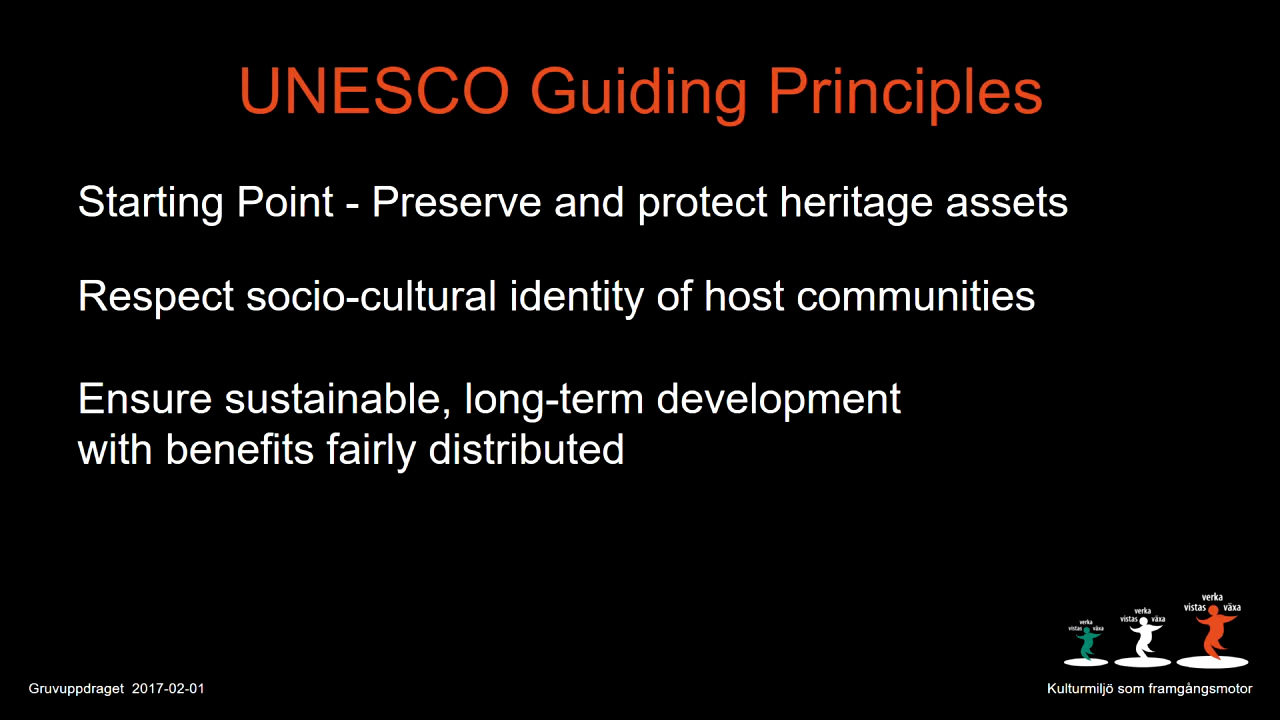 UNESCO Guiding Principles
Starting Point - Preserve and protect heritage assets
Respect socio-cultural identity of host communities
Ensure sustainable, long-term development
with benefits fairly distributed
verka
vistas växa
verka
vistas växa
verka
vistas växa
Gruvuppdraget 2017-02-01
Kulturmiljö som framgångsmotor